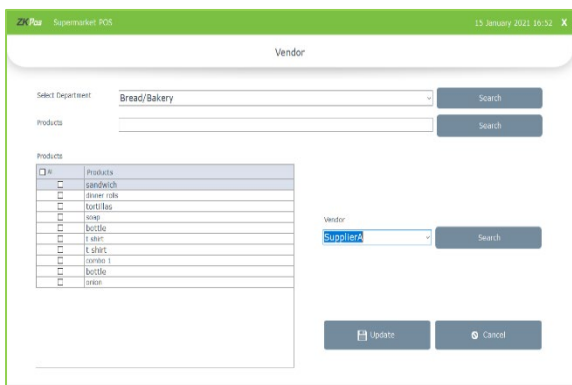 ZKPos Supermarket POS 15 January 2021 16:52 X
Vendor
Select Department Bread/Bakery Search
Products Search
Products
All Products
sandwich
dinner rolls
tortillas
soap
bottle
t shirt
t shirt
combo 1
bottle
onion
Vendor
SupplierA Search
Update Cancel